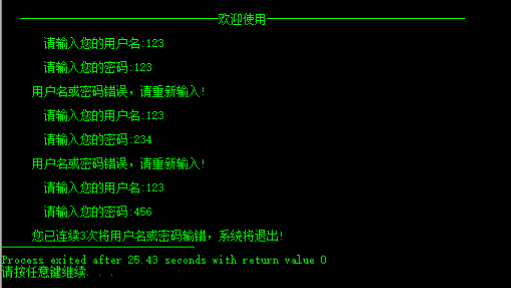 欢迎使用
请输入您的用户名:123
请输入您的密码:123
用户名或密码错误，请重新输入!
请输入您的用户名:123
请输入您的密码:234
用户名或密码错误，请重新输入!
请输入您的用户名:123
请输入您的密码:456
您已连续3次将用户名或密码输错，系统将退出!
Process exited after 25.43 seconds with return value 0
请按任意键继续. . .